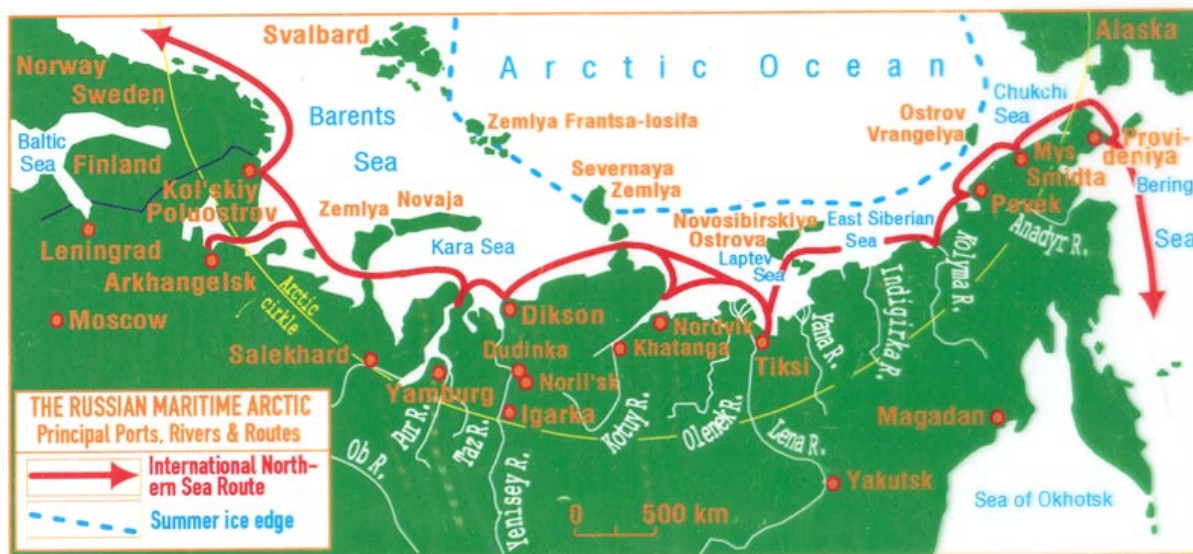 Svalbard
Alaska
Arctic Ocean
Norway
Sweden
Barents
Sea
Chukchi
Sea
Ostrov
Vrangelya
Baltic
Sea
Finland
Zemlya Frantsa-Iosifa
Provi-
deniya
Mys
Smidta
Severnaya
Zemlya
Kol'skiy
Poluostrov
Pevek
Bering
Sea
Zemlya
Novaja
Novosibirskiye
Ostrova
East Siberian
Sea
Leningrad
Kara Sea
Laptev
Sea
Anadyr R.
Kolyma R.
Arkhangelsk
Indigirka R.
Arctic
cirkle
Moscow
Dikson
Nordvik
Yana R.
Khatanga
Tiksi
Salekhard
Dudinka
Yamburg
Noril'sk
Igarka
Magadan
THE RUSSIAN MARITIME ARCTIC
Principal Ports, Rivers & Routes
Pur R.
Taz R.
Kotuy R.
Olenek R.
Lena R.
Ob R.
Yenisey R.
International North-
ern Sea Route
Yakutsk
Sea of Okhotsk
Summer ice edge
0 500 km